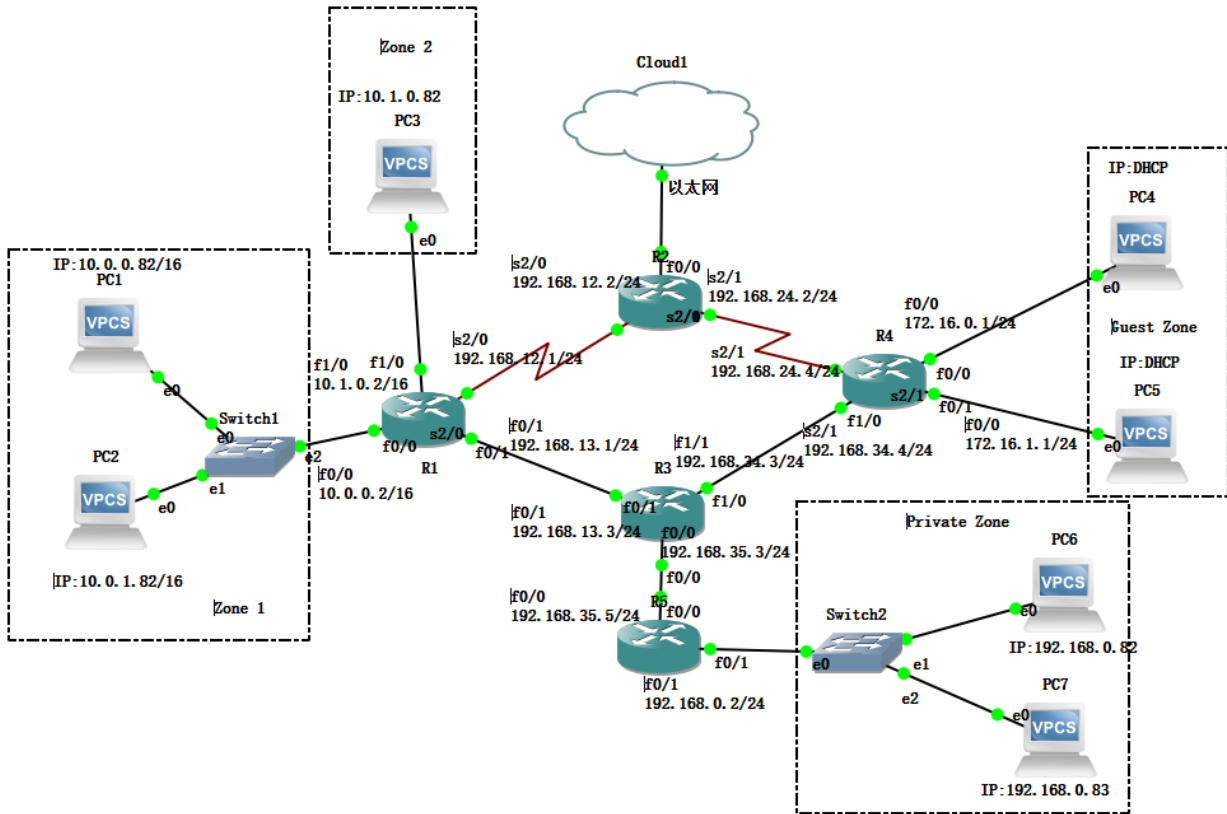 Zone 2
IP:10.1.0.82
PC3
VPCS
e0
Cloud1
以太网
IP:DHCP
PC4
VPCS
e0
Guest Zone
IP:DHCP
PC5
VPCS
e0
IP:10.0.0.82/16
PC1
VPCS
e0
Switch1
e0
e1
e2
PC2
VPCS
e0
IP:10.0.1.82/16
Zone 1
f1/0
10.1.0.2/16
f1/0
f0/0
s2/0
f0/1
R1
f0/0
10.0.0.2/16
s2/0
192.168.12.1/24
f0/1
192.168.13.1/24
s2/0
192.168.12.2/24
R2
f0/0
s2/1
192.168.24.2/24
s2/1
192.168.24.4/24
R4
f0/0
172.16.0.1/24
f0/0
s2/1
f0/1
f0/0
172.16.1.1/24
f1/0
s2/1
192.168.34.4/24
f1/1
192.168.34.3/24
R3
f0/1
f1/0
f0/1
192.168.13.3/24
f0/0
192.168.35.3/24
f0/0
f0/0
192.168.35.5/24
R5
f0/0
f0/1
f0/1
192.168.0.2/24
Private Zone
Switch2
e0
e1
e2
PC6
VPCS
e0
IP:192.168.0.82
PC7
VPCS
e0
IP:192.168.0.83